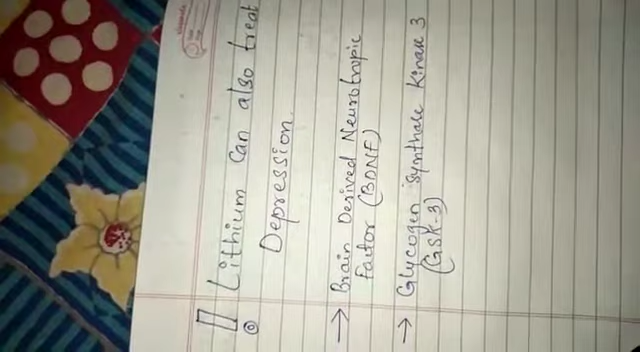 Lithium can also treat
Depression.
→ Brain Derived Neurotropic
Factor (BDNF)
→ Glycogen Synthase Kinase 3
(GSK-3)